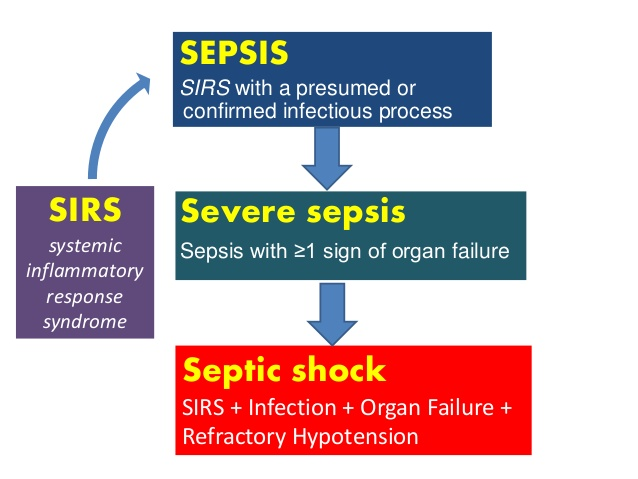 SEPSIS
SIRS with a presumed or
confirmed infectious process
SIRS
systemic
inflammatory
response
syndrome
Severe sepsis
Sepsis with ≥1 sign of organ failure
Septic shock
SIRS + Infection + Organ Failure +
Refractory Hypotension